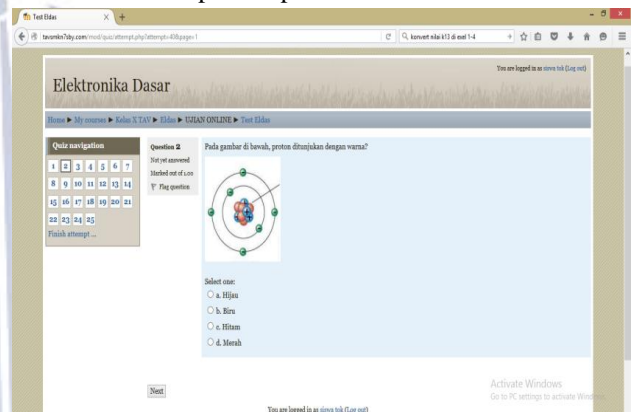 Test Eldas
tavsmkn7sby.com/mod/quiz/attempt.php?attempt=408page=1
konvert nilai k13 di exel 1-4
You are logged in as siswa tsk (Log out)
Elektronika Dasar
Home ► My courses ► Kelas X TAV ► Eldas ► UJIAN ONLINE ► Test Eldas
Quiz navigation
1 2 3 4 5 6 7
8 9 10 11 12 13 14
15 16 17 18 19 20 21
22 23 24 25
Finish attempt ...
Question 2
Not yet answered
Marked out of 1.00
Flag question
Pada gambar di bawah, proton ditunjukan dengan warna?
Select one:
a. Hijau
b. Biru
c. Hitam
d. Merah
Next
Activate Windows
Go to PC settings to activate Windows.
You are logged in as siswa tsk (Log out)